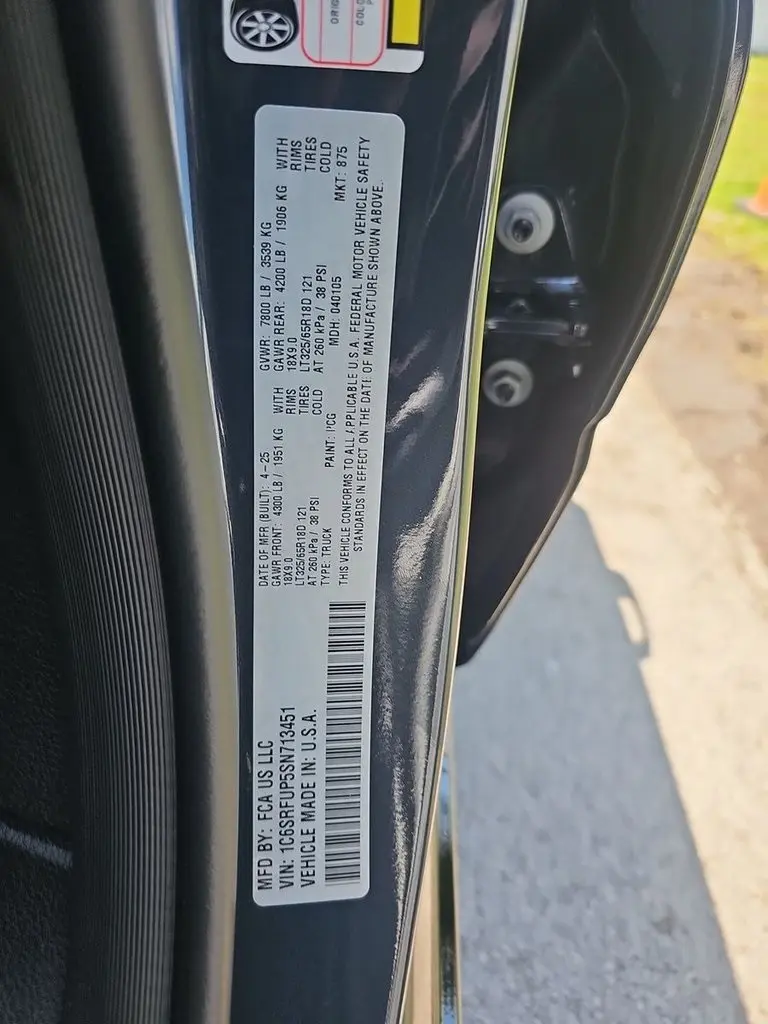 MFD BY: FCA US LLC
VIN: 1C6SRFUP5SN713451
VEHICLE MADE IN: U.S.A.
DATE OF MFR (BUILT): 4-25 GVWR: 7800 LB / 3539 KG
GAWR FRONT: 4300 LB / 1951 KG WITH GAWR REAR: 4200 LB / 1906 KG WITH
18X9.0 RIMS 18X9.0 RIMS
LT325/65R18D 121 TIRES LT325/65R18D 121 TIRES
AT 260 kPa / 38 PSI COLD AT 260 kPa / 38 PSI COLD
TYPE: TRUCK PAINT: MDH: 040105 MKT: 875
THIS VEHICLE CONFORMS TO ALL APPLICABLE U.S.A. FEDERAL MOTOR VEHICLE SAFETY
STANDARDS IN EFFECT ON THE DATE OF MANUFACTURE SHOWN ABOVE.